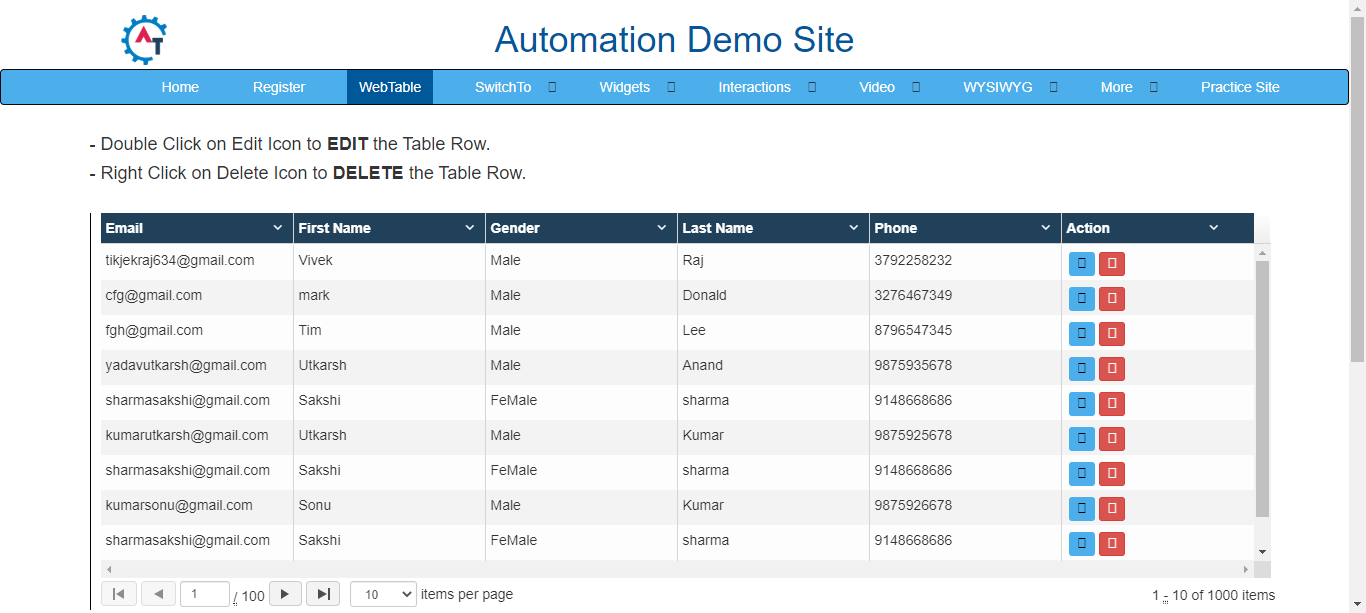 AT
Automation Demo Site
Home Register WebTable SwitchTo Widgets Interactions Video WYSIWYG More Practice Site
- Double Click on Edit Icon to EDIT the Table Row.
- Right Click on Delete Icon to DELETE the Table Row.
Email First Name Gender Last Name Phone Action
tikjekraj634@gmail.com Vivek Male Raj 3792258232
cfg@gmail.com mark Male Donald 3276467349
fgh@gmail.com Tim Male Lee 8796547345
yadavutkarsh@gmail.com Utkarsh Male Anand 9875935678
sharmasakshi@gmail.com Sakshi FeMale sharma 9148668686
kumarutkarsh@gmail.com Utkarsh Male Kumar 9875925678
sharmasakshi@gmail.com Sakshi FeMale sharma 9148668686
kumarsonu@gmail.com Sonu Male Kumar 9875926678
sharmasakshi@gmail.com Sakshi FeMale sharma 9148668686
1 / 100 10 items per page 1 - 10 of 1000 items